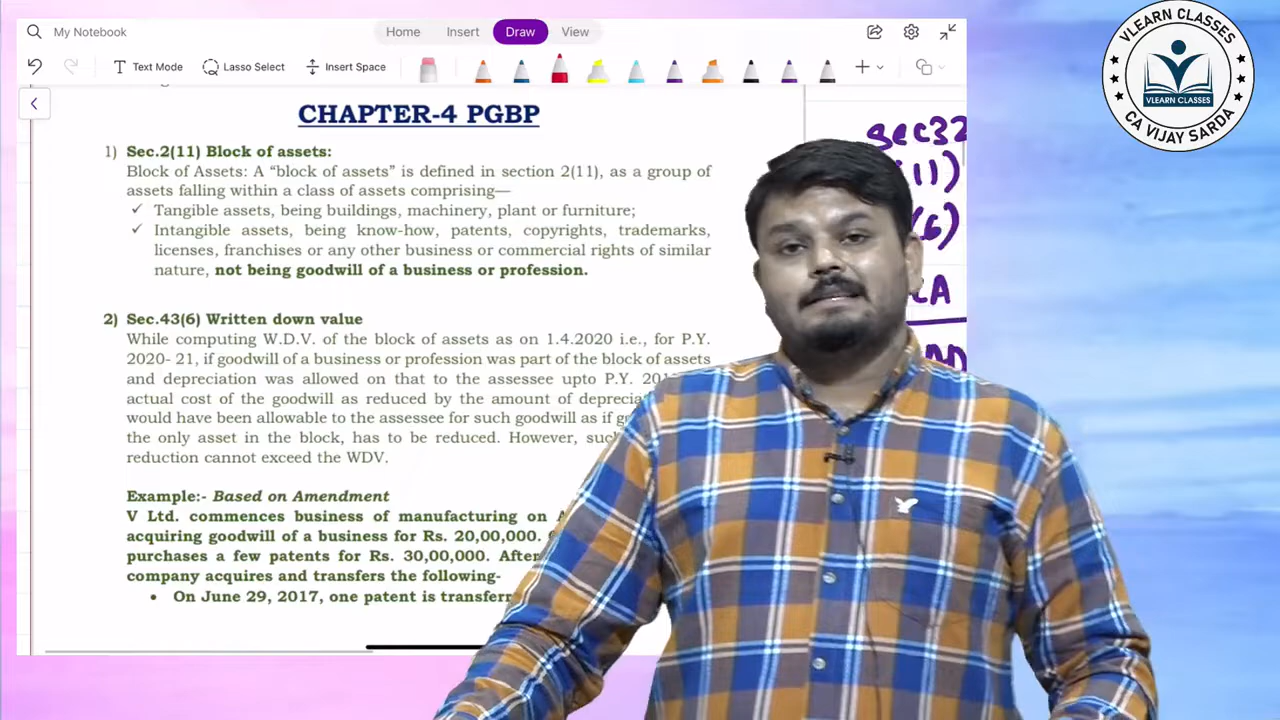 My Notebook
Home Insert Draw View
Text Mode Lasso Select Insert Space
CHAPTER-4 PGBP
1) Sec.2(11) Block of assets:
Block of Assets: A “block of assets” is defined in section 2(11), as a group of
assets falling within a class of assets comprising—
✓ Tangible assets, being buildings, machinery, plant or furniture;
✓ Intangible assets, being know-how, patents, copyrights, trademarks,
licenses, franchises or any other business or commercial rights of similar
nature, not being goodwill of a business or profession.
2) Sec.43(6) Written down value
While computing W.D.V. of the block of assets as on 1.4.2020 i.e., for P.Y.
2020- 21, if goodwill of a business or profession was part of the block of assets
and depreciation was allowed on that to the assessee upto P.Y.
actual cost of the goodwill as reduced by the amount of
would have been allowable to the assessee for such goodwill as if
the only asset in the block, has to be reduced. However,
reduction cannot exceed the WDV.
Example:- Based on Amendment
V Ltd. commences business of manufacturing on
acquiring goodwill of a business for Rs. 20,00,000.
purchases a few patents for Rs. 30,00,000. After
company acquires and transfers the following-
• On June 29, 2017, one patent is
Sec32
(11)
(6)
VLEARN CLASSES
VLEARN CLASSES
CA VIJAY SARDA